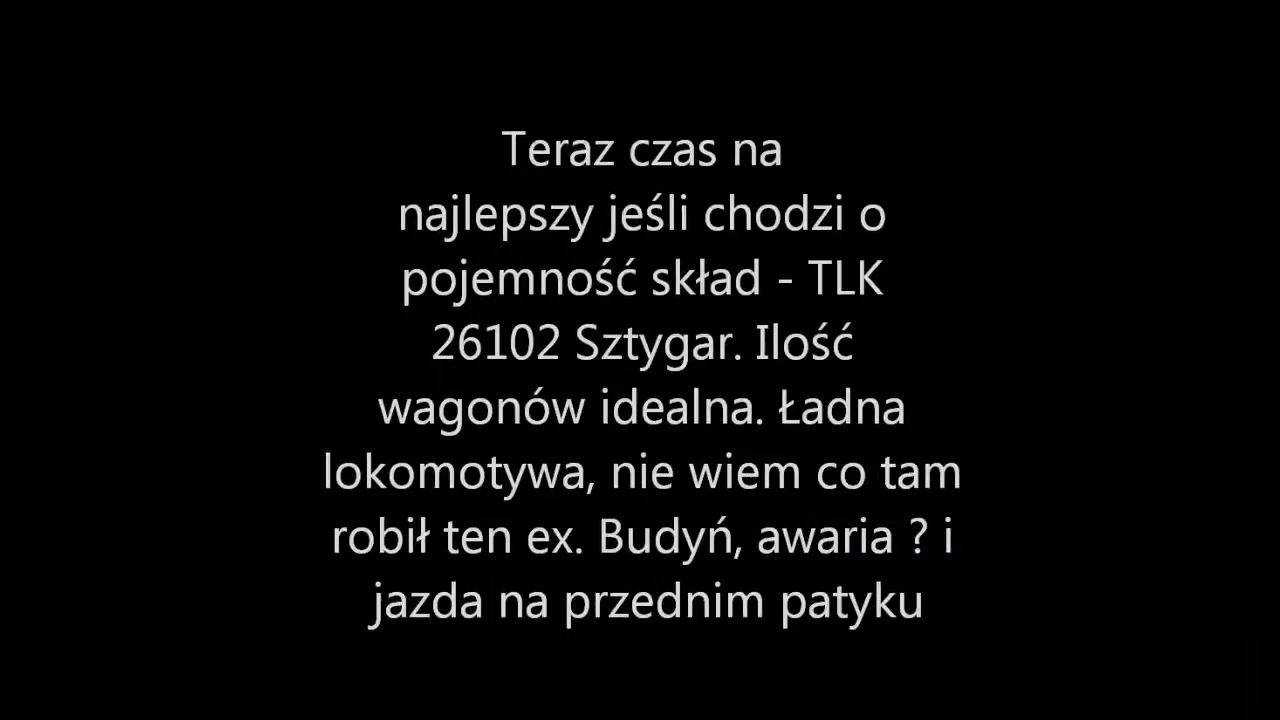 Teraz czas na
najlepszy jeśli chodzi o
pojemność skład - TLK
26102 Sztygar. Ilość
wagonów idealna. Ładna
lokomotywa, nie wiem co tam
robił ten ex. Budyń, awaria ? i
jazda na przednim patyku